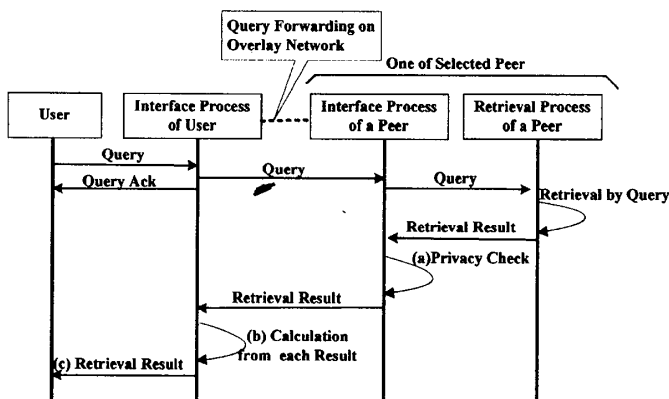 Query Forwarding on
Overlay Network
One of Selected Peer
User
Interface Process
of User
Interface Process
of a Peer
Retrieval Process
of a Peer
Query
Query Ack
Query
Query
Retrieval by Query
Retrieval Result
(a)Privacy Check
Retrieval Result
(b) Calculation
from each Result
(c) Retrieval Result